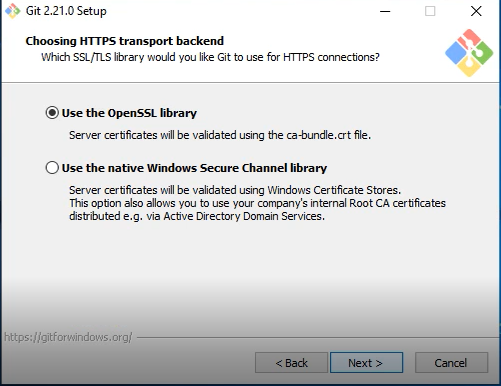 Git 2.21.0 Setup
Choosing HTTPS transport backend
Which SSL/TLS library would you like Git to use for HTTPS connections?
Use the OpenSSL library
Server certificates will be validated using the ca-bundle.crt file.
Use the native Windows Secure Channel library
Server certificates will be validated using Windows Certificate Stores.
This option also allows you to use your company's internal Root CA certificates
distributed e.g. via Active Directory Domain Services.
https://gitforwindows.org/
< Back Next > Cancel